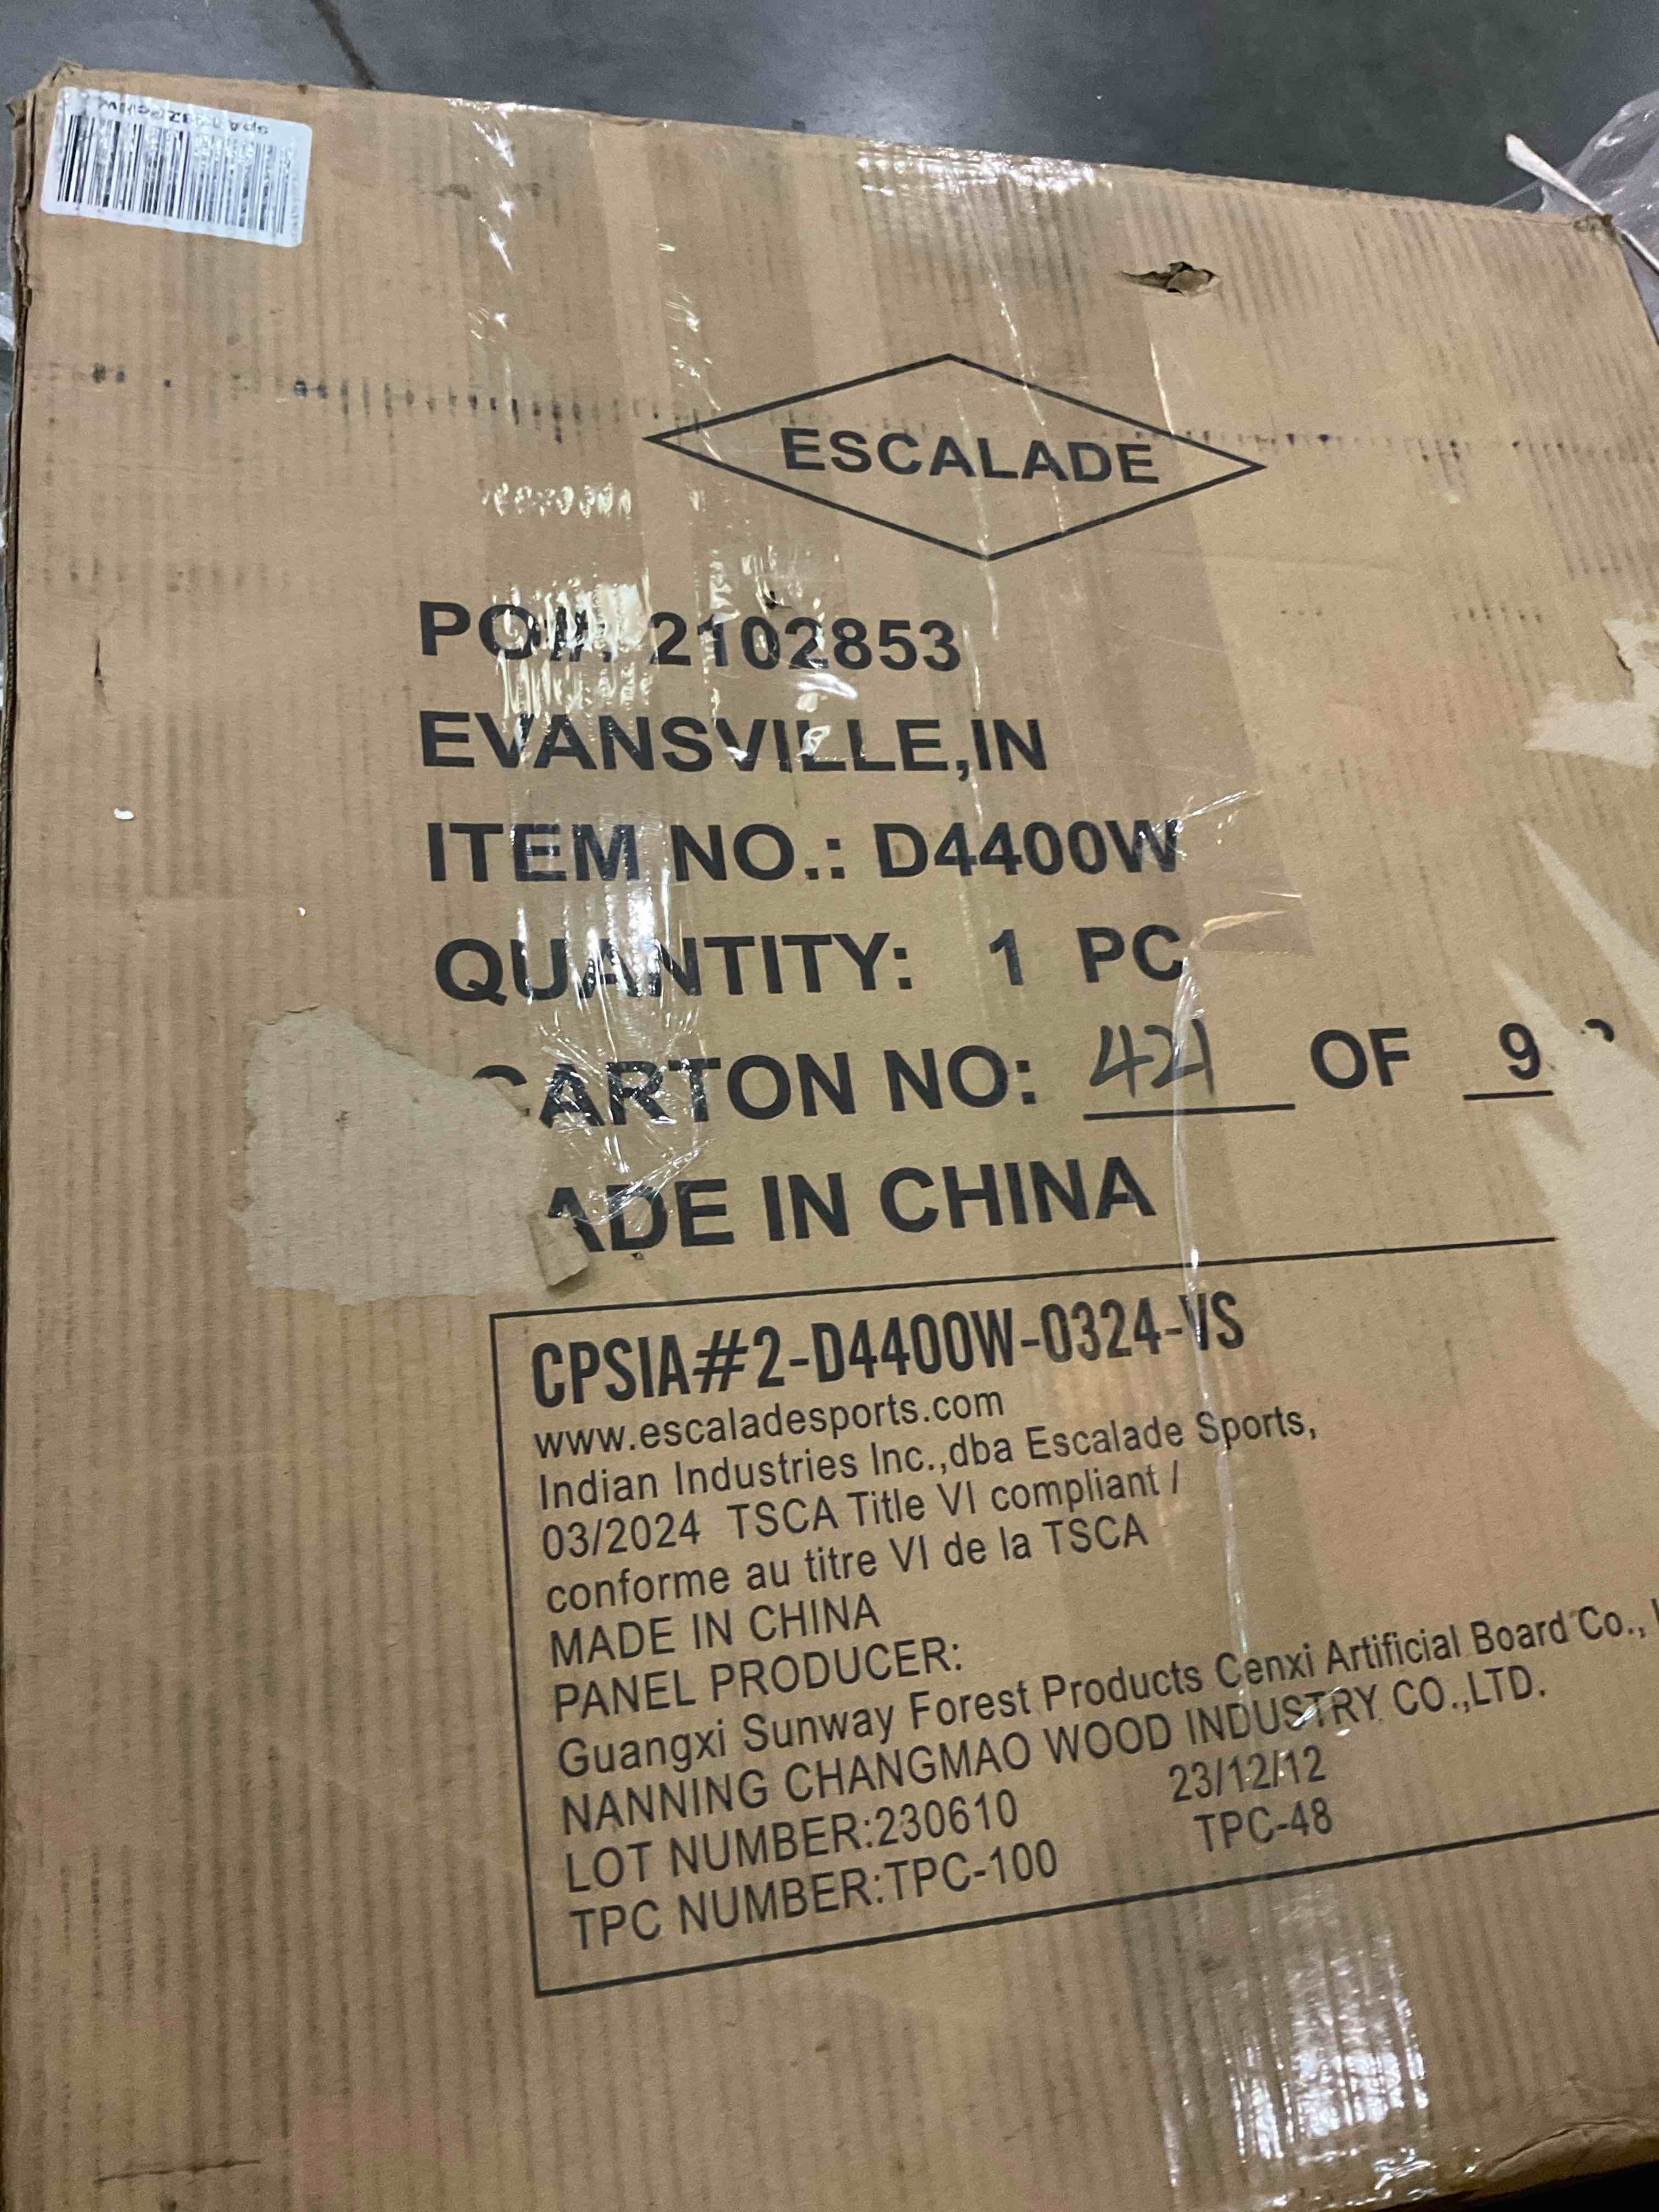 ESCALADE
PO#: 2102853
EVANSVILLE,IN
ITEM NO.: D4400W
QUANTITY: 1 PC
CARTON NO: 421 OF 9
ADE IN CHINA
CPSIA#2-D4400W-0324-VS
www.escaladesports.com
Indian Industries Inc.,dba Escalade Sports,
03/2024 TSCA Title VI compliant /
conforme au titre VI de la TSCA
MADE IN CHINA
PANEL PRODUCER:
Guangxi Sunway Forest Products Cenxi Artificial Board Co.,
NANNING CHANGMAO WOOD INDUSTRY CO.,LTD.
LOT NUMBER:230610 23/12/12
TPC NUMBER:TPC-100 TPC-48